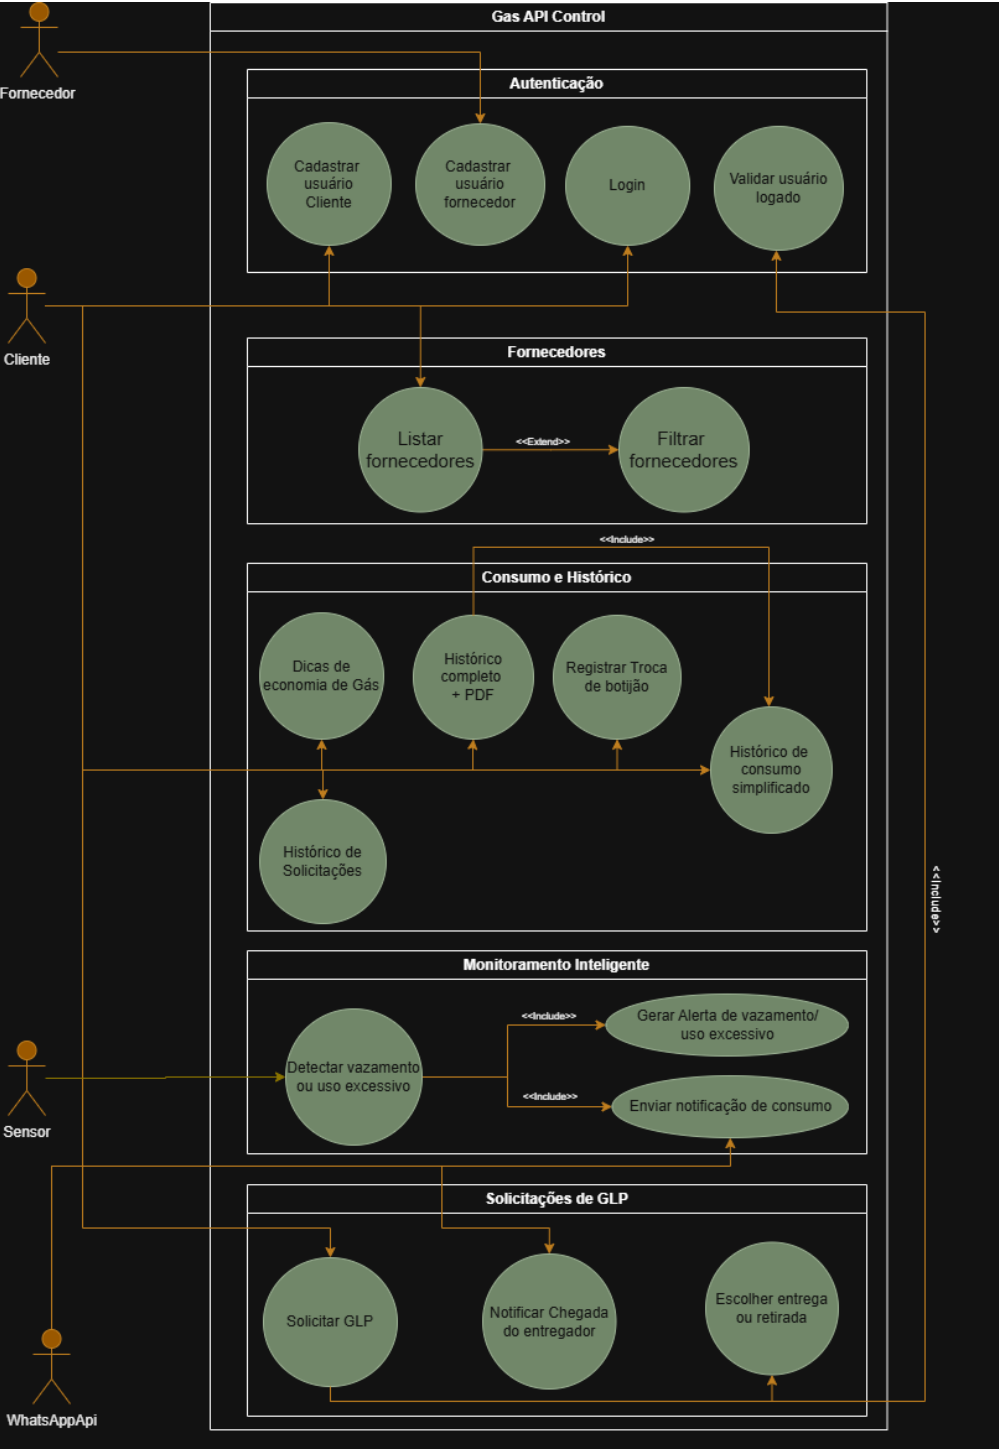 Gas API Control
Fornecedor
Autenticação
Cadastrar
usuário
Cliente
Cadastrar
usuário
fornecedor
Login
Validar usuário
logado
Cliente
Fornecedores
Listar
fornecedores
<<Extend>>
Filtrar
fornecedores
<<Include>>
Consumo e Histórico
Dicas de
economia de Gás
Histórico
completo
+ PDF
Registrar Troca
de botijão
Histórico de
consumo
simplificado
Histórico de
Solicitações
<<Include>>
Monitoramento Inteligente
Sensor
Detectar vazamento
ou uso excessivo
<<Include>>
Gerar Alerta de vazamento/
uso excessivo
<<Include>>
Enviar notificação de consumo
Solicitações de GLP
Solicitar GLP
Notificar Chegada
do entregador
Escolher entrega
ou retirada
WhatsAppApi